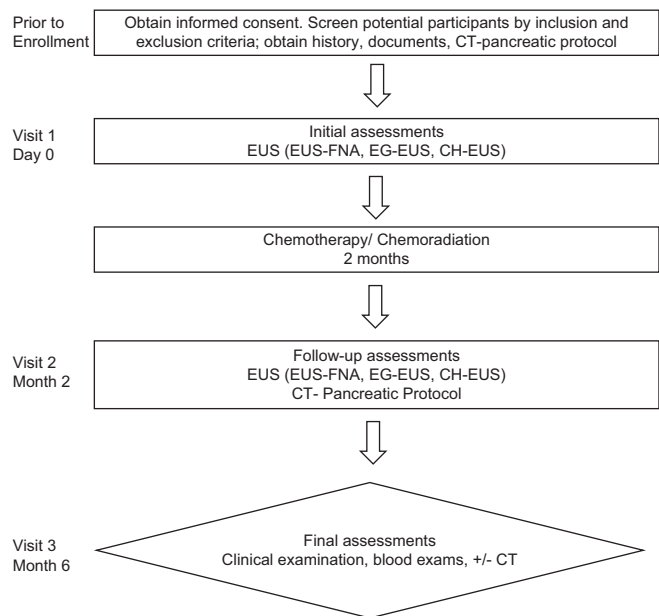 Prior to
Enrollment
Obtain informed consent. Screen potential participants by inclusion and
exclusion criteria; obtain history, documents, CT-pancreatic protocol
Visit 1
Day 0
Initial assessments
EUS (EUS-FNA, EG-EUS, CH-EUS)
Chemotherapy/ Chemoradiation
2 months
Visit 2
Month 2
Follow-up assessments
EUS (EUS-FNA, EG-EUS, CH-EUS)
CT- Pancreatic Protocol
Visit 3
Month 6
Final assessments
Clinical examination, blood exams, +/- CT